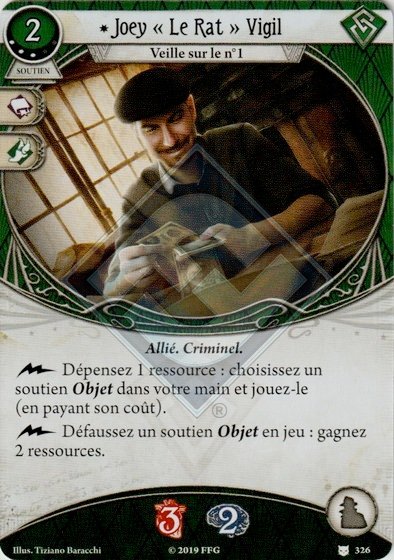 2
SOUTIEN
✷ Joey « Le Rat » Vigil
Veille sur le n°1
Allié. Criminel.
Dépensez 1 ressource : choisissez un
soutien Objet dans votre main et jouez-le
(en payant son coût).
Défaussez un soutien Objet en jeu : gagnez
2 ressources.
®
3 2
Illus. Tiziano Baracchi © 2019 FFG 326